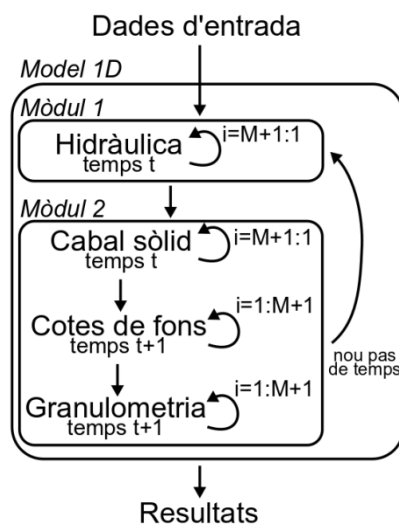 Dades d'entrada
Model 1D
Mòdul 1
Hidràulica
temps t
i=M+1:1
Mòdul 2
Cabal sòlid
temps t
i=M+1:1
Cotes de fons
temps t+1
i=1:M+1
nou pas
de temps
Granulometria
temps t+1
i=1:M+1
Resultats